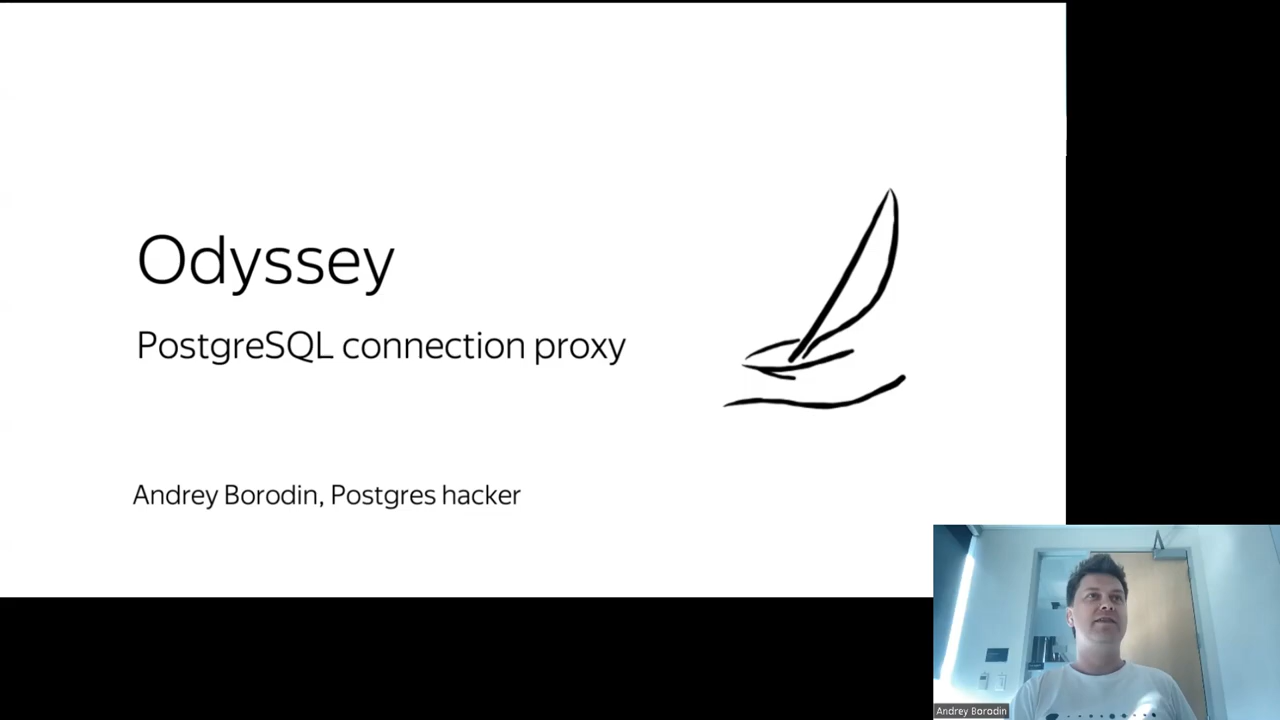 Odyssey
PostgreSQL connection proxy
Andrey Borodin, Postgres hacker
Andrey Borodin